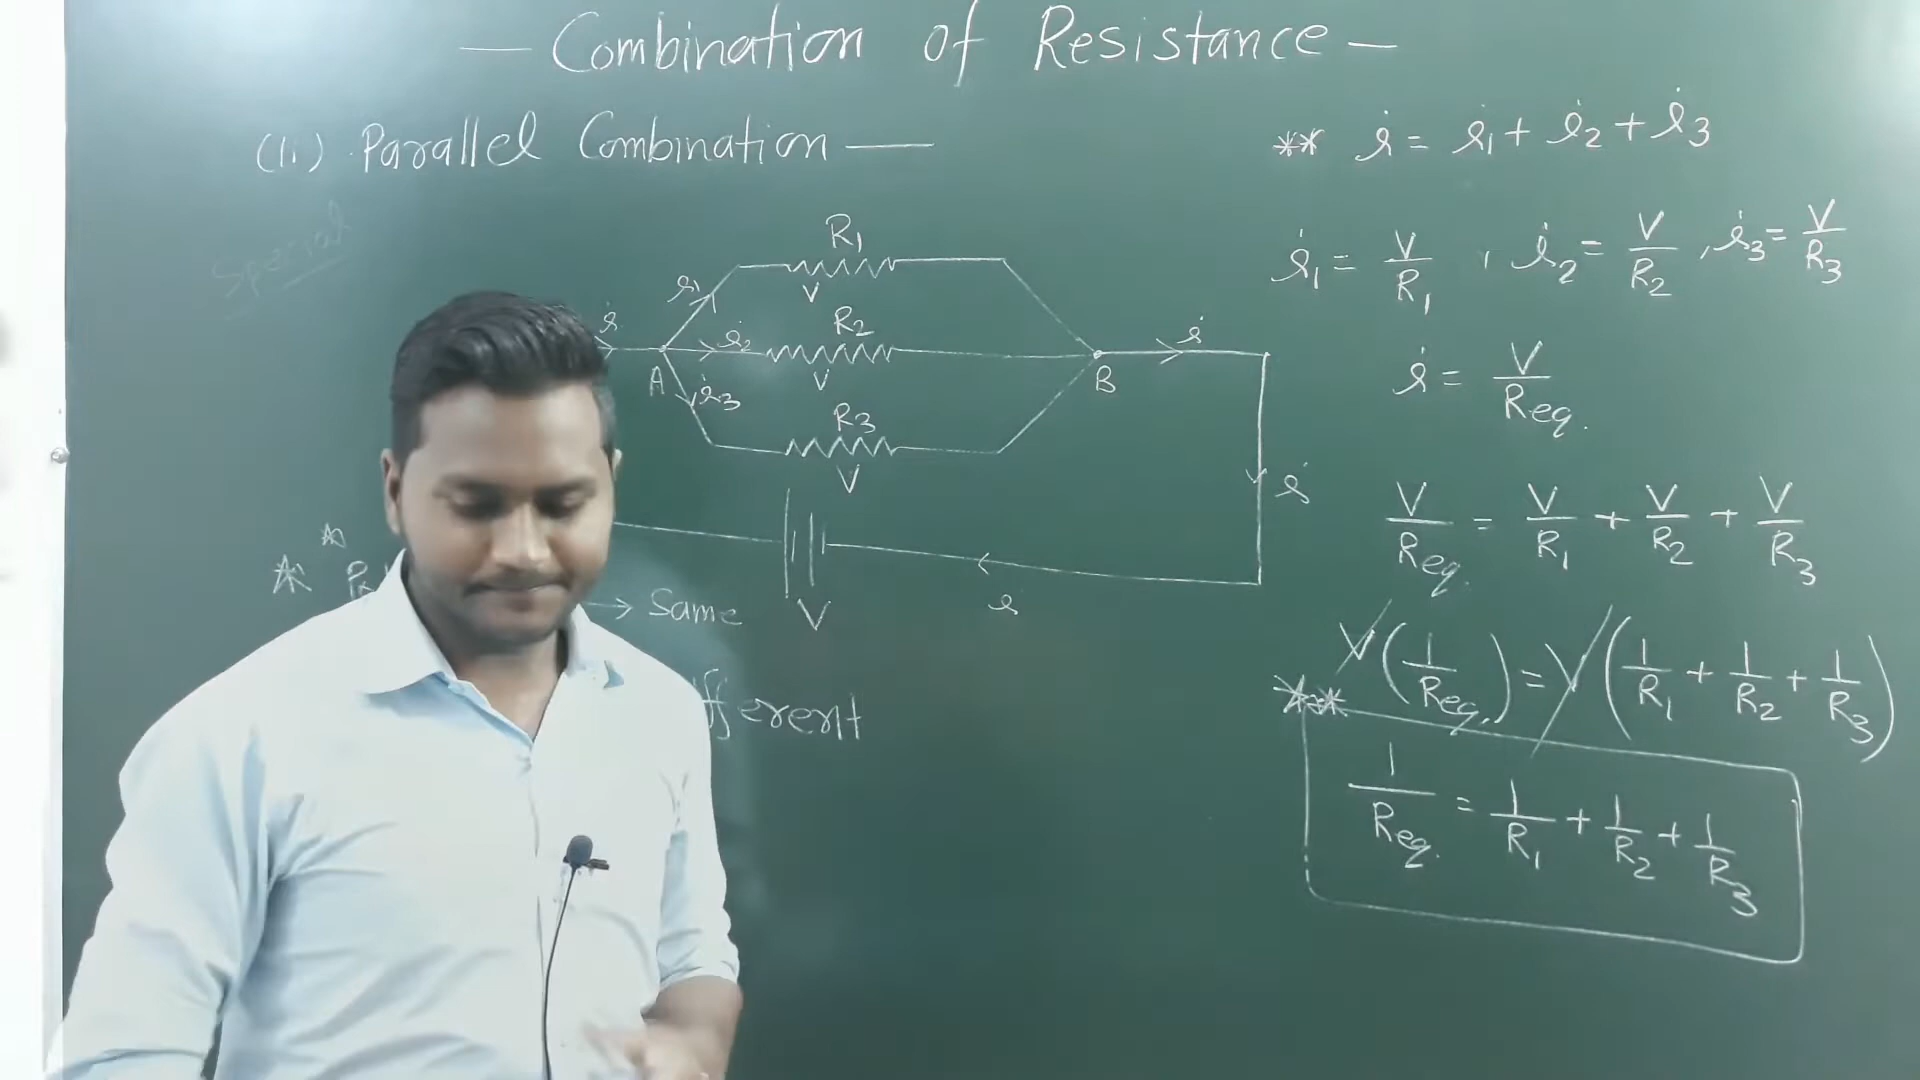 — Combination of Resistance —
(ii) Parallel Combination —
Special
R1
i1
V
i
R2
i2
V
A
B
i
i3
R3
V
i
V
i
→ Same
** i = i1 + i2 + i3
i1 = V/R1 , i2 = V/R2 , i3 = V/R3
i = V/Req.
V/Req. = V/R1 + V/R2 + V/R3
V(1/Req.) = V(1/R1 + 1/R2 + 1/R3)
**
1/Req. = 1/R1 + 1/R2 + 1/R3